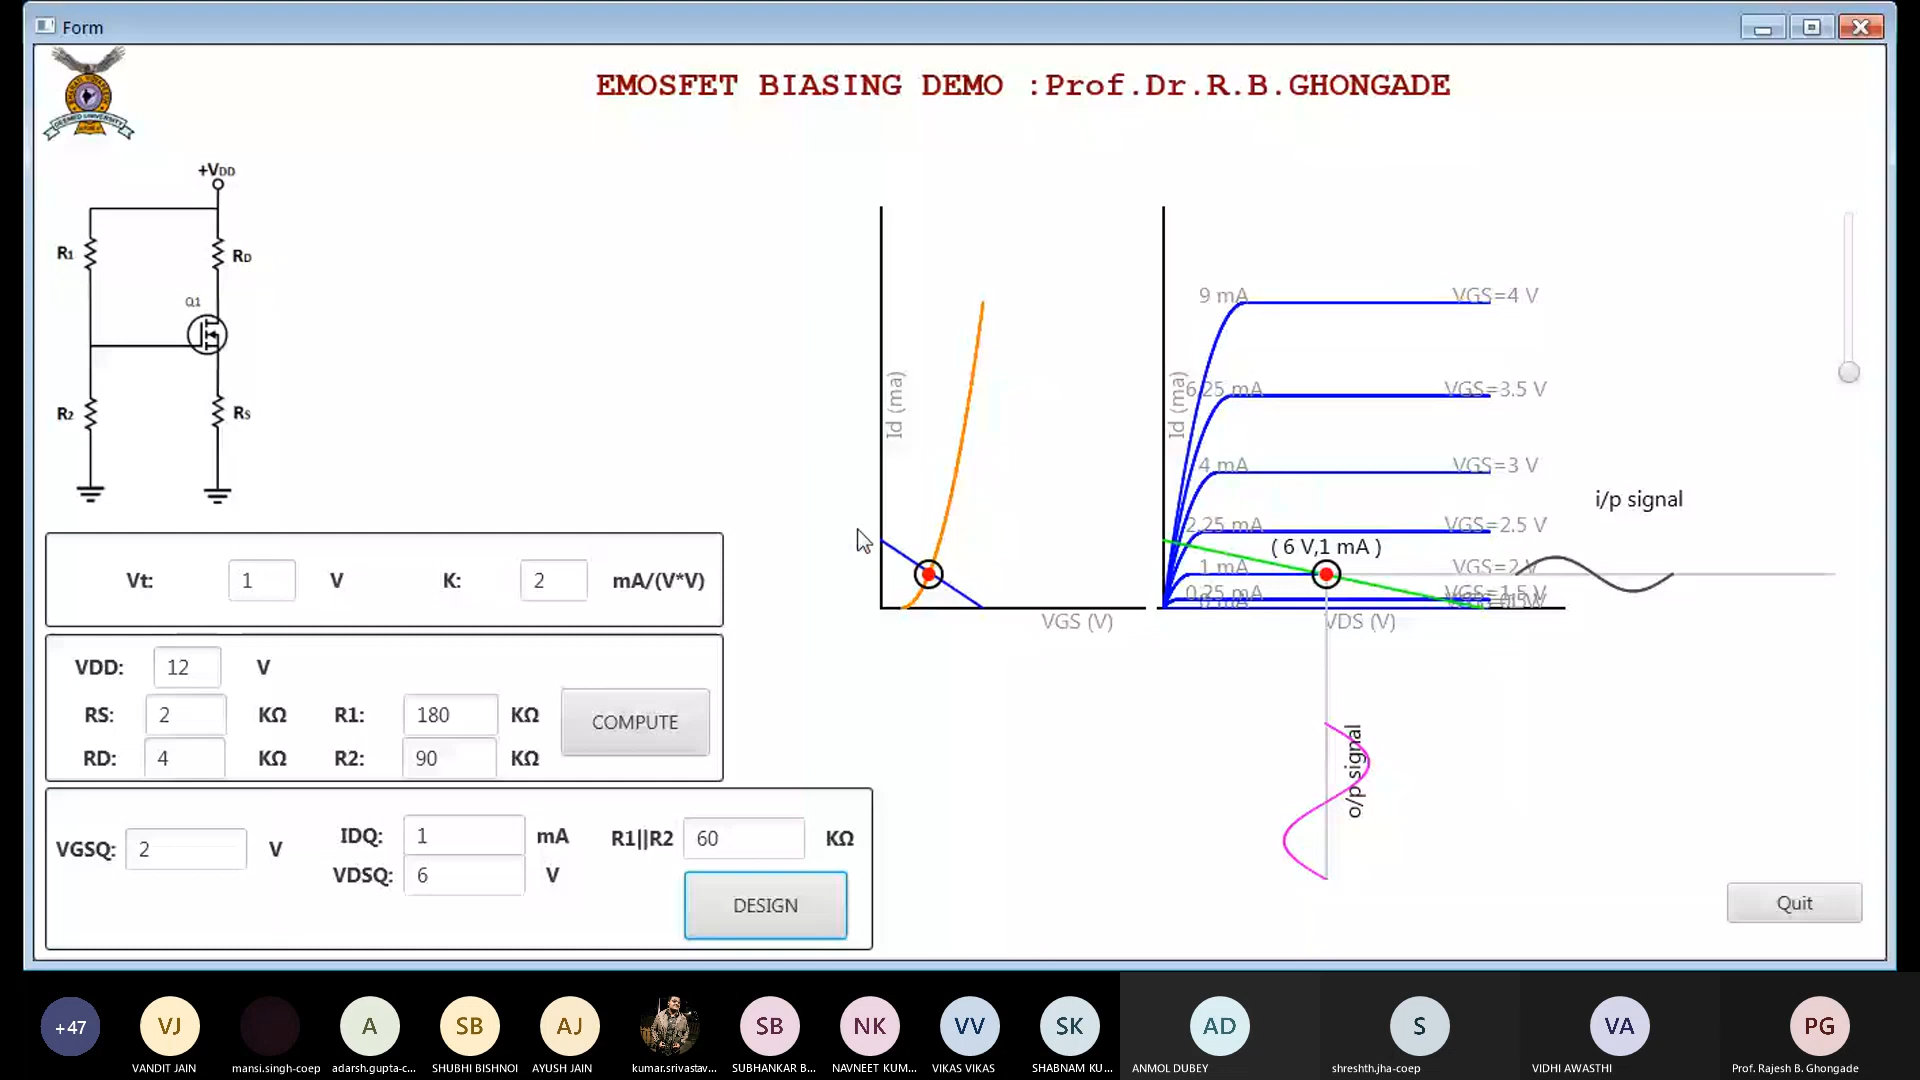 Form
EMOSFET BIASING DEMO :Prof.Dr.R.B.GHONGADE
DEEMED UNIVERSITY
+VDD
R1
RD
Q1
R2
RS
Id (ma)
VGS (V)
Id (ma)
9 mA
VGS=4 V
6.25 mA
VGS=3.5 V
4 mA
VGS=3 V
2.25 mA
VGS=2.5 V
( 6 V,1 mA )
1 mA
VGS=2 V
0.25 mA
VGS=1.5 V
VDS (V)
i/p signal
o/p signal
Vt: 1 V K: 2 mA/(V*V)
VDD: 12 V
RS: 2 KΩ R1: 180 KΩ
COMPUTE
RD: 4 KΩ R2: 90 KΩ
VGSQ: 2 V
IDQ: 1 mA
R1||R2 60 KΩ
VDSQ: 6 V
DESIGN
Quit
+47
VJ
A
SB
AJ
SB
NK
VV
SK
AD
S
VA
PG
VANDIT JAIN
mansi.singh-coep
adarsh.gupta-c...
SHUBHI BISHNOI
AYUSH JAIN
kumar.srivastav...
SUBHANKAR B...
NAVNEET KUM...
VIKAS VIKAS
SHABNAM KU...
ANMOL DUBEY
shreshth.jha-coep
VIDHI AWASTHI
Prof. Rajesh B. Ghongade